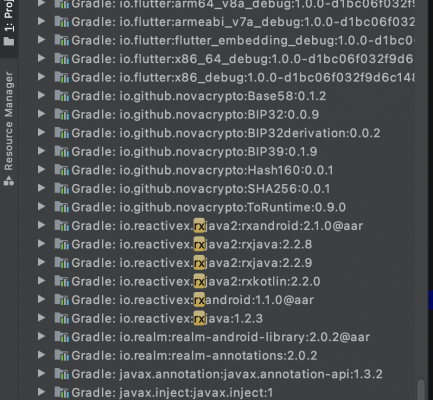 1: Proj
Resource Manager
Gradle: io.flutter:arm64_v8a_debug:1.0.0-d1bc06f032f
Gradle: io.flutter:armeabi_v7a_debug:1.0.0-d1bc06f032
Gradle: io.flutter:flutter_embedding_debug:1.0.0-d1bc0
Gradle: io.flutter:x86_64_debug:1.0.0-d1bc06f032f9d6
Gradle: io.flutter:x86_debug:1.0.0-d1bc06f032f9d6c148
Gradle: io.github.novacrypto:Base58:0.1.2
Gradle: io.github.novacrypto:BIP32:0.0.9
Gradle: io.github.novacrypto:BIP32derivation:0.0.2
Gradle: io.github.novacrypto:BIP39:0.1.9
Gradle: io.github.novacrypto:Hash160:0.0.1
Gradle: io.github.novacrypto:SHA256:0.0.1
Gradle: io.github.novacrypto:ToRuntime:0.9.0
Gradle: io.reactivex.rxjava2:rxandroid:2.1.0@aar
Gradle: io.reactivex.rxjava2:rxjava:2.2.8
Gradle: io.reactivex.rxjava2:rxjava:2.2.9
Gradle: io.reactivex.rxjava2:rxkotlin:2.2.0
Gradle: io.reactivex:rxandroid:1.1.0@aar
Gradle: io.reactivex:rxjava:1.2.3
Gradle: io.realm:realm-android-library:2.0.2@aar
Gradle: io.realm:realm-annotations:2.0.2
Gradle: javax.annotation:javax.annotation-api:1.3.2
Gradle: javax.inject:javax.inject:1